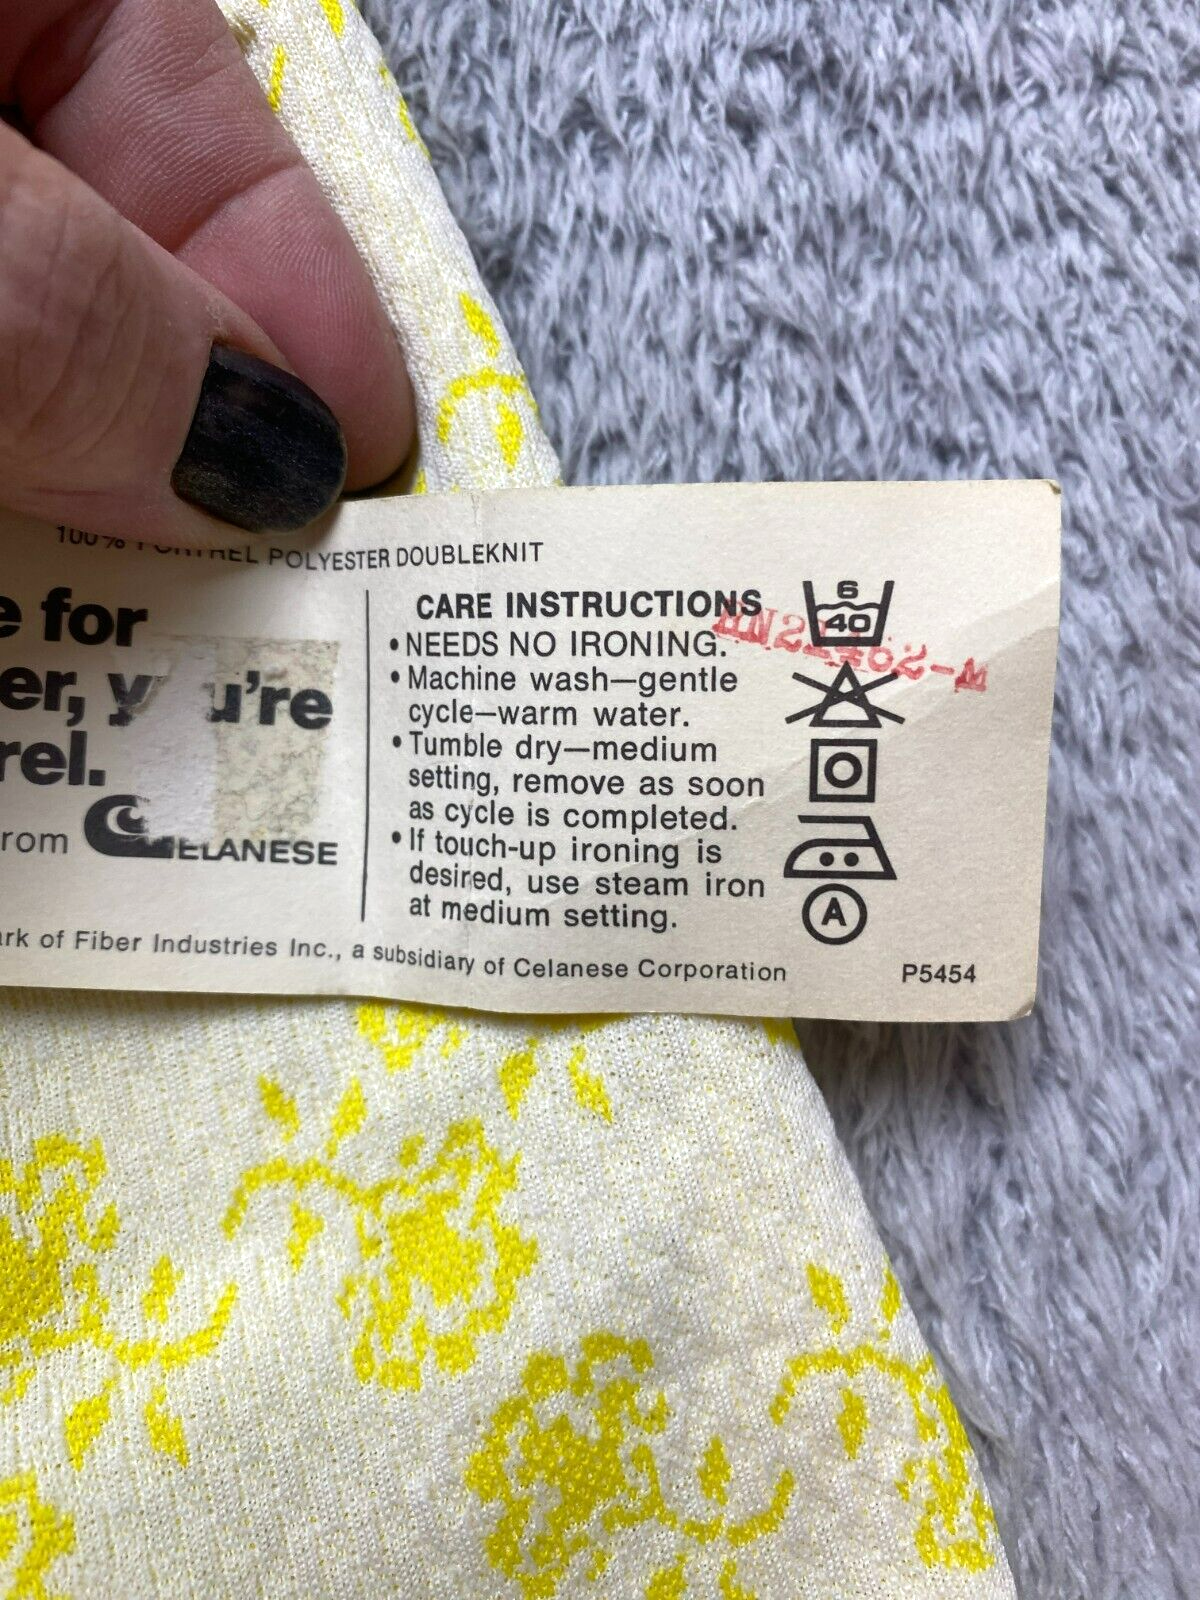 100% FORTREL POLYESTER DOUBLEKNIT
e for
er, you're
rel.
rom CELANESE
CARE INSTRUCTIONS
•NEEDS NO IRONING.
•Machine wash—gentle
cycle—warm water.
•Tumble dry—medium
setting, remove as soon
as cycle is completed.
•If touch-up ironing is
desired, use steam iron
at medium setting.
6
40
A
ark of Fiber Industries Inc., a subsidiary of Celanese Corporation
P5454